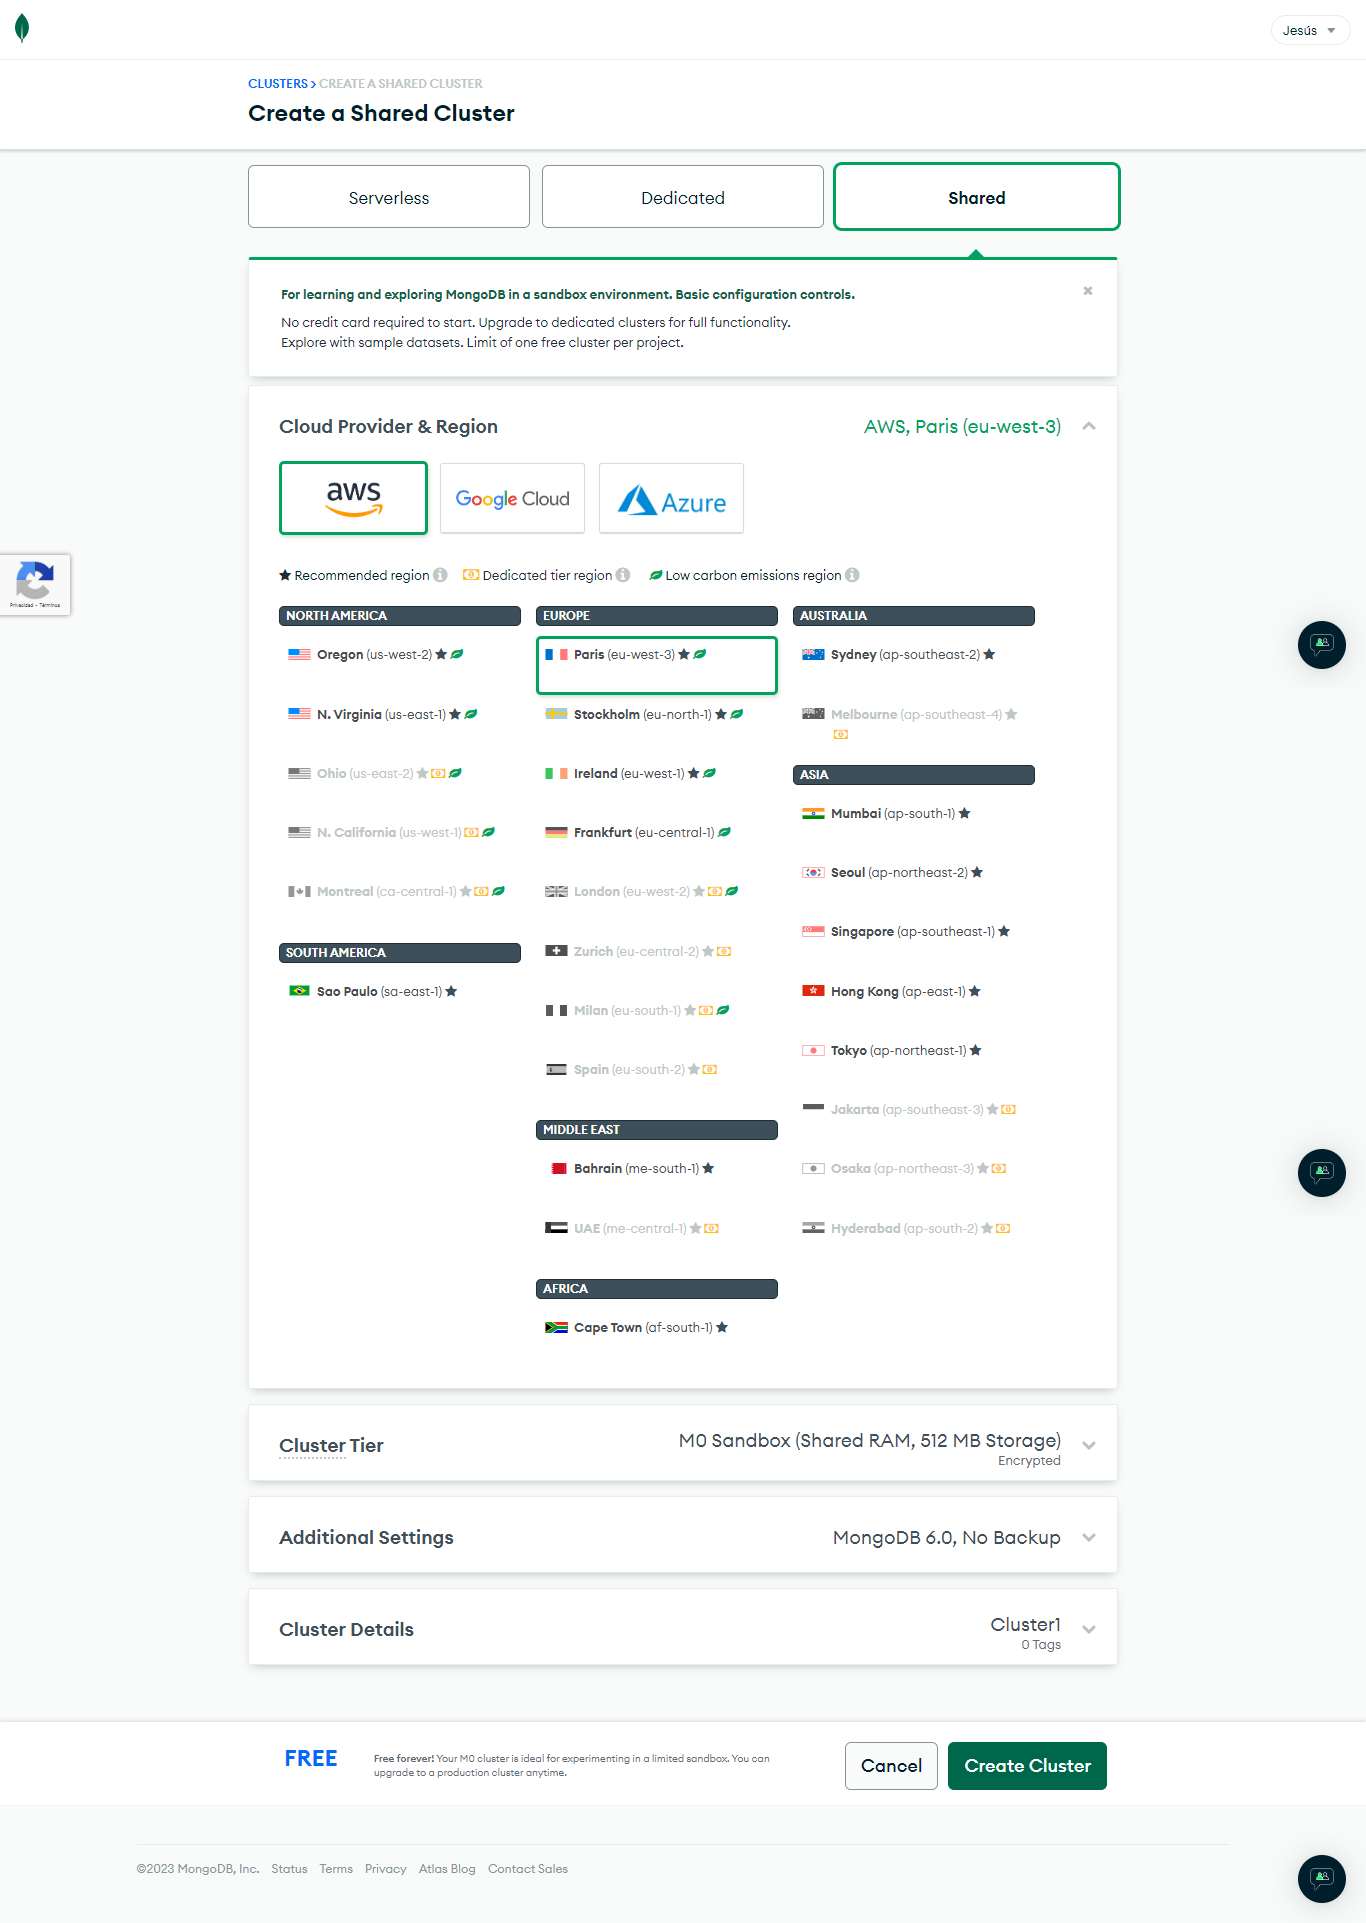 Jesús
CLUSTERS > CREATE A SHARED CLUSTER
Create a Shared Cluster
Serverless
Dedicated
Shared
For learning and exploring MongoDB in a sandbox environment. Basic configuration controls.
No credit card required to start. Upgrade to dedicated clusters for full functionality.
Explore with sample datasets. Limit of one free cluster per project.
Cloud Provider & Region
AWS, Paris (eu-west-3)
aws
Google Cloud
Azure
Recommended region
Dedicated tier region
Low carbon emissions region
NORTH AMERICA
Oregon (us-west-2)
N. Virginia (us-east-1)
Ohio (us-east-2)
N. California (us-west-1)
Montreal (ca-central-1)
SOUTH AMERICA
Sao Paulo (sa-east-1)
EUROPE
Paris (eu-west-3)
Stockholm (eu-north-1)
Ireland (eu-west-1)
Frankfurt (eu-central-1)
London (eu-west-2)
Zurich (eu-central-2)
Milan (eu-south-1)
Spain (eu-south-2)
MIDDLE EAST
Bahrain (me-south-1)
UAE (me-central-1)
AFRICA
Cape Town (af-south-1)
AUSTRALIA
Sydney (ap-southeast-2)
Melbourne (ap-southeast-4)
ASIA
Mumbai (ap-south-1)
Seoul (ap-northeast-2)
Singapore (ap-southeast-1)
Hong Kong (ap-east-1)
Tokyo (ap-northeast-1)
Jakarta (ap-southeast-3)
Osaka (ap-northeast-3)
Hyderabad (ap-south-2)
Privacidad - Términos
Cluster Tier
M0 Sandbox (Shared RAM, 512 MB Storage)
Encrypted
Additional Settings
MongoDB 6.0, No Backup
Cluster Details
Cluster1
0 Tags
FREE
Free forever! Your M0 cluster is ideal for experimenting in a limited sandbox. You can
upgrade to a production cluster anytime.
Cancel
Create Cluster
©2023 MongoDB, Inc. Status Terms Privacy Atlas Blog Contact Sales